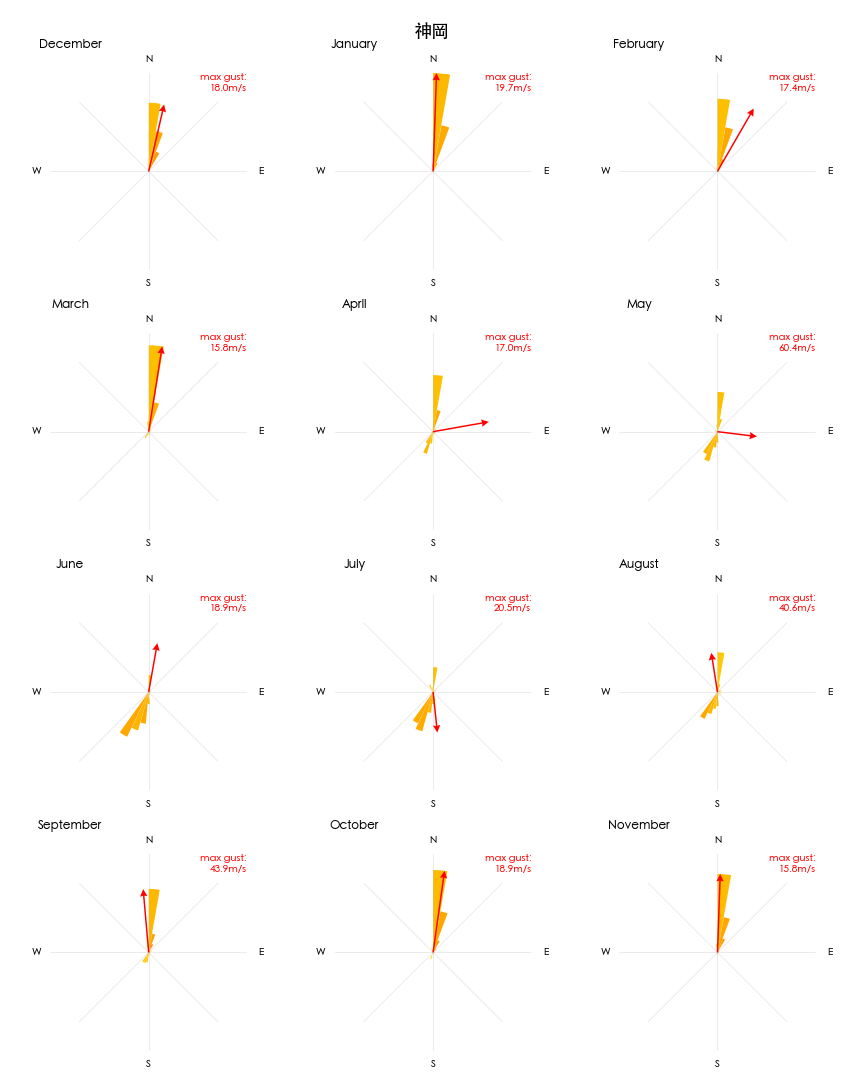 神岡
December
N
max gust:
18.0m/s
W
E
S
January
N
max gust:
19.7m/s
W
E
S
February
N
max gust:
17.4m/s
W
E
S
March
N
max gust:
15.8m/s
W
E
S
April
N
max gust:
17.0m/s
W
E
S
May
N
max gust:
60.4m/s
W
E
S
June
N
max gust:
18.9m/s
W
E
S
July
N
max gust:
20.5m/s
W
E
S
August
N
max gust:
40.6m/s
W
E
S
September
N
max gust:
43.9m/s
W
E
S
October
N
max gust:
18.9m/s
W
E
S
November
N
max gust:
15.8m/s
W
E
S